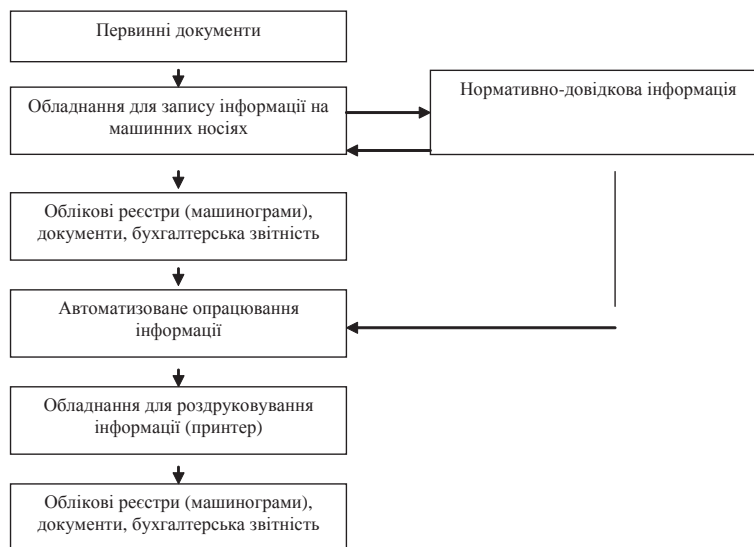 Первинні документи
Обладнання для запису інформації на
машинних носіях
Нормативно-довідкова інформація
Облікові реєстри (машинограми),
документи, бухгалтерська звітність
Автоматизоване опрацювання
інформації
Обладнання для роздруковування
інформації (принтер)
Облікові реєстри (машинограми),
документи, бухгалтерська звітність